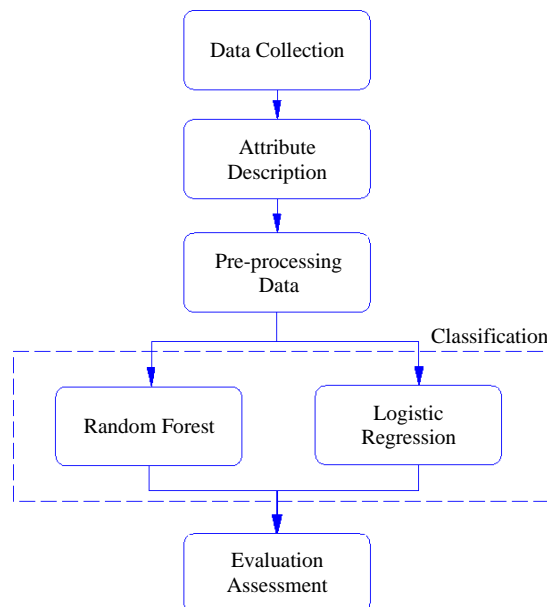 Data Collection
Attribute
Description
Pre-processing
Data
Classification
Random Forest
Logistic
Regression
Evaluation
Assessment